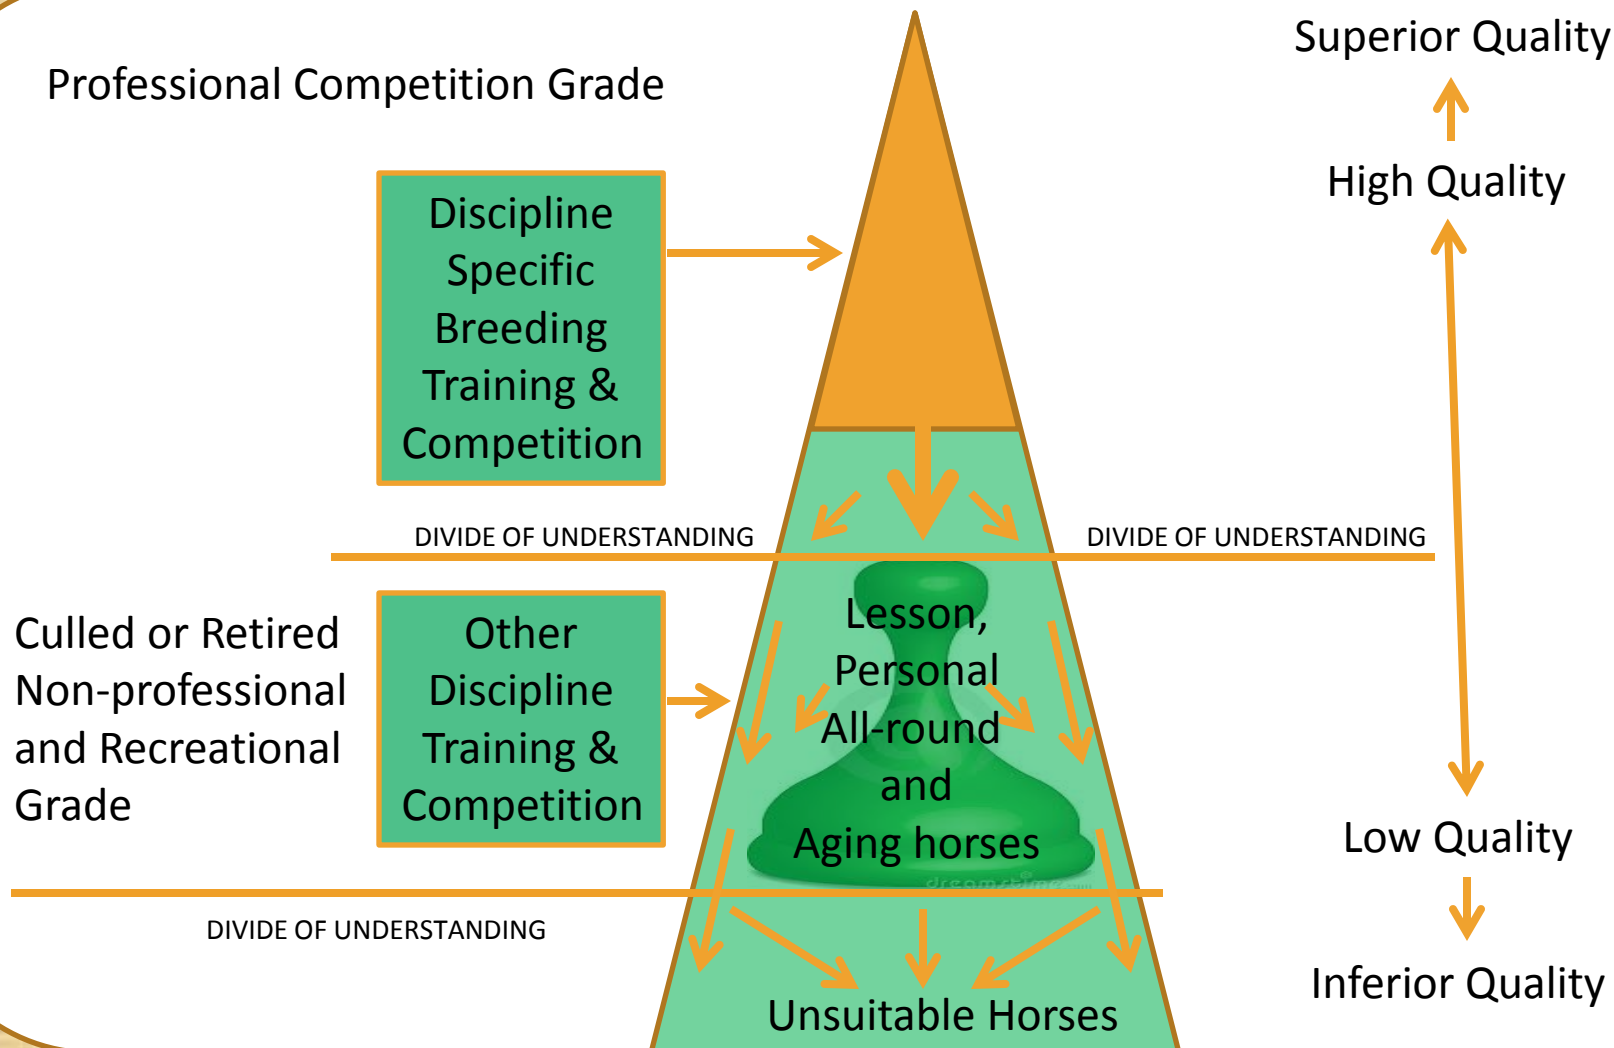 Superior Quality
Professional Competition Grade
High Quality
Discipline
Specific
Breeding
Training &
Competition
DIVIDE OF UNDERSTANDING
DIVIDE OF UNDERSTANDING
Culled or Retired
Non-professional
and Recreational
Grade
Other
Discipline
Training &
Competition
Lesson,
Personal
All-round
and
Aging horses
dreamstime.com
Low Quality
DIVIDE OF UNDERSTANDING
Inferior Quality
Unsuitable Horses